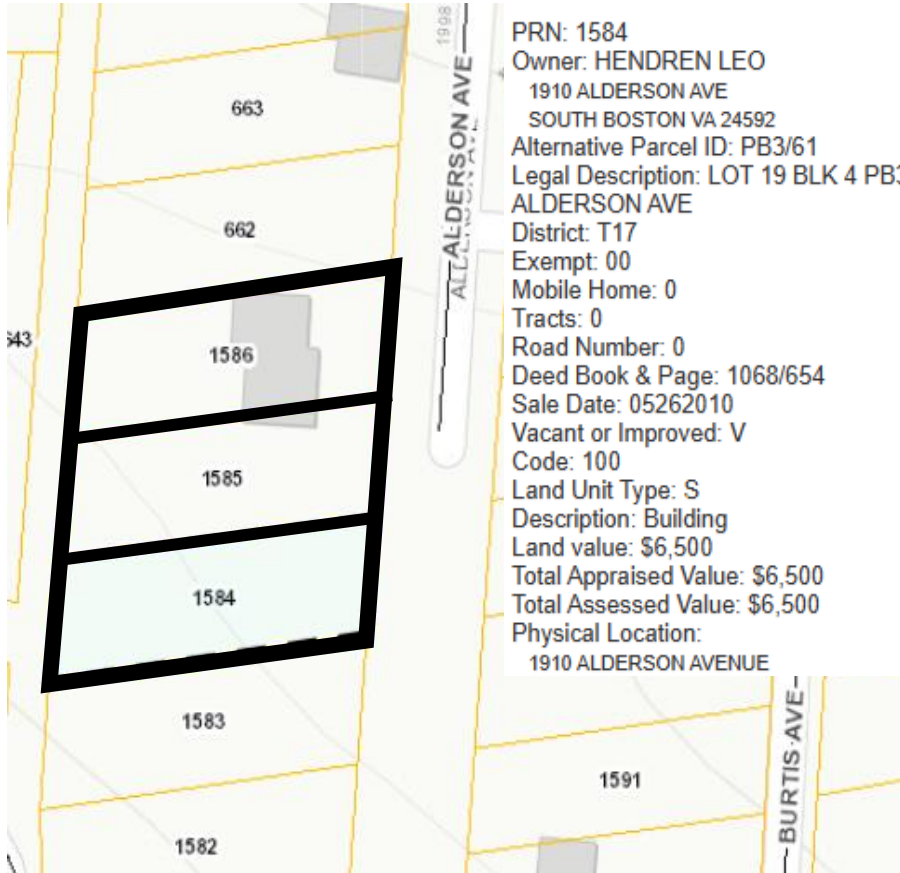 1998
ALDERSON AVE
ALDERSON AVE
663
662
643
1586
1585
1584
1583
1582
1591
BURTIS AVE
PRN: 1584
Owner: HENDREN LEO
1910 ALDERSON AVE
SOUTH BOSTON VA 24592
Alternative Parcel ID: PB3/61
Legal Description: LOT 19 BLK 4 PB3
ALDERSON AVE
District: T17
Exempt: 00
Mobile Home: 0
Tracts: 0
Road Number: 0
Deed Book & Page: 1068/654
Sale Date: 05262010
Vacant or Improved: V
Code: 100
Land Unit Type: S
Description: Building
Land value: $6,500
Total Appraised Value: $6,500
Total Assessed Value: $6,500
Physical Location:
1910 ALDERSON AVENUE